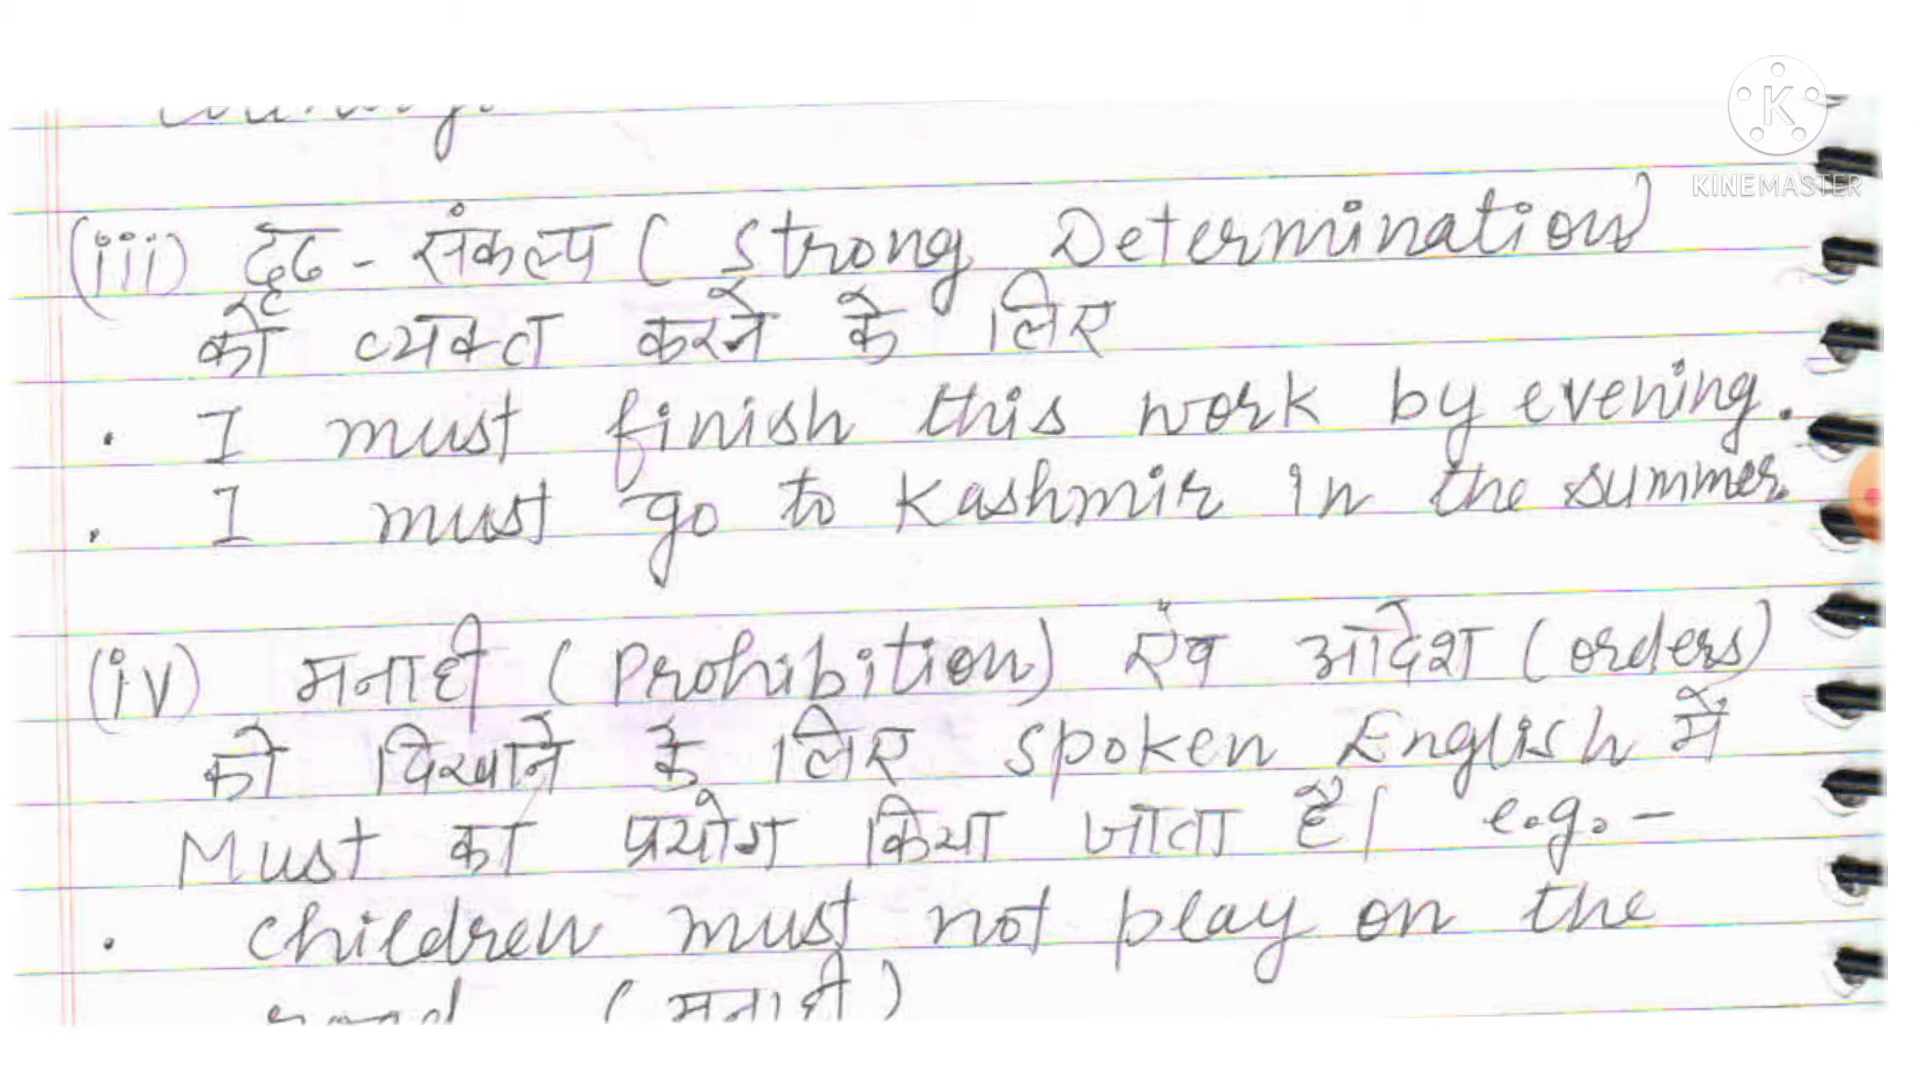 KINEMASTER
(iii) दृढ - संकल्प ( Strong Determination)
को व्यक्त करने के लिए
. I must finish this work by evening.
. I must go to Kashmir in the summer.
(iv) मनाही ( Prohibition) एंव आदेश ( orders)
को दिखाने के लिए spoken English में
Must का प्रयोग किया जाता है। e.g. -
. children must not play on the
road (मनाही)